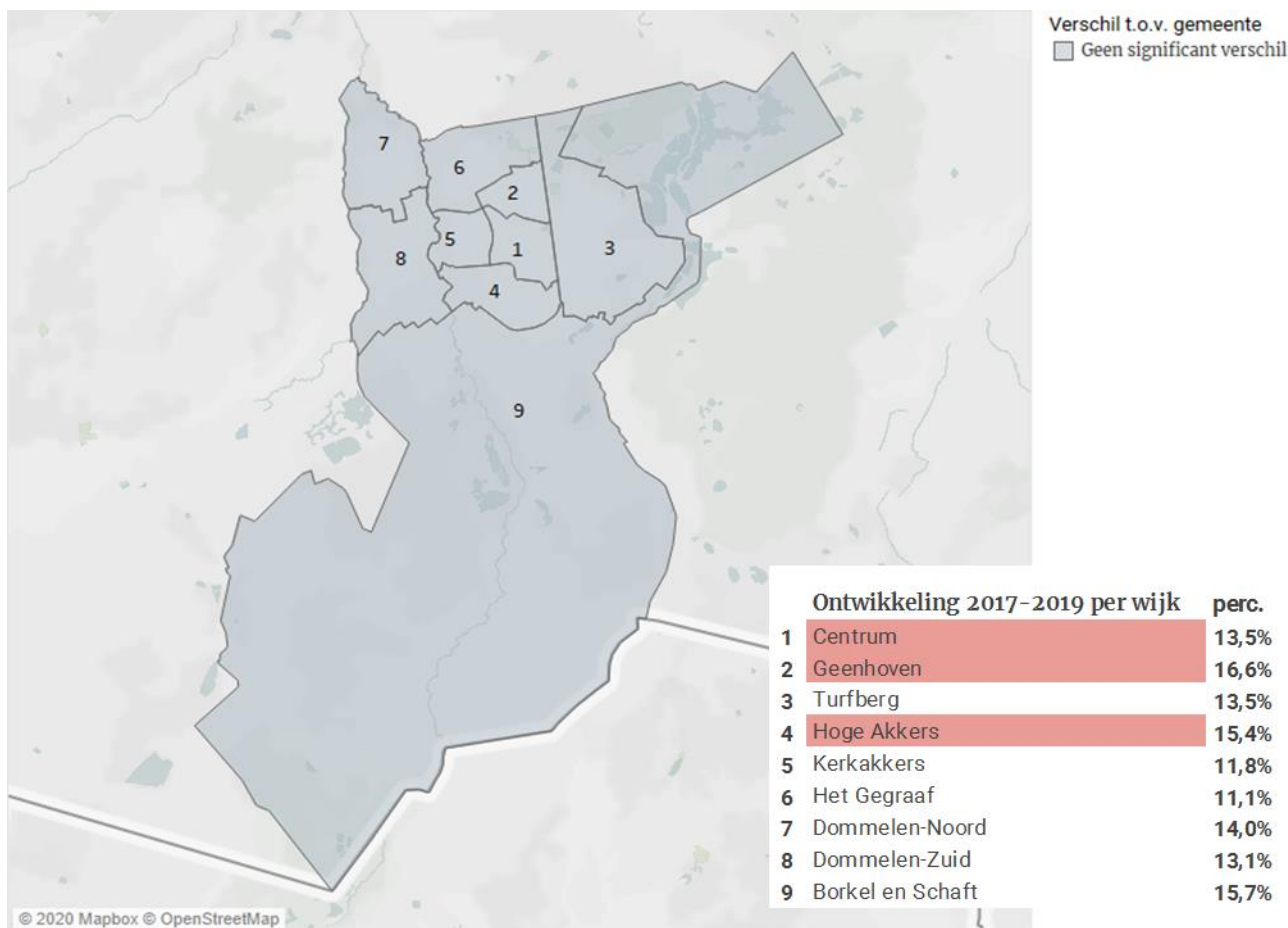 Verschil t.o.v. gemeente
Geen significant verschil
7
6
2
5
1
3
8
4
9
Ontwikkeling 2017-2019 per wijk perc.
1 Centrum 13,5%
2 Geenhoven 16,6%
3 Turfberg 13,5%
4 Hoge Akkers 15,4%
5 Kerkakkers 11,8%
6 Het Gegraaf 11,1%
7 Dommelen-Noord 14,0%
8 Dommelen-Zuid 13,1%
9 Borkel en Schaft 15,7%
© 2020 Mapbox © OpenStreetMap